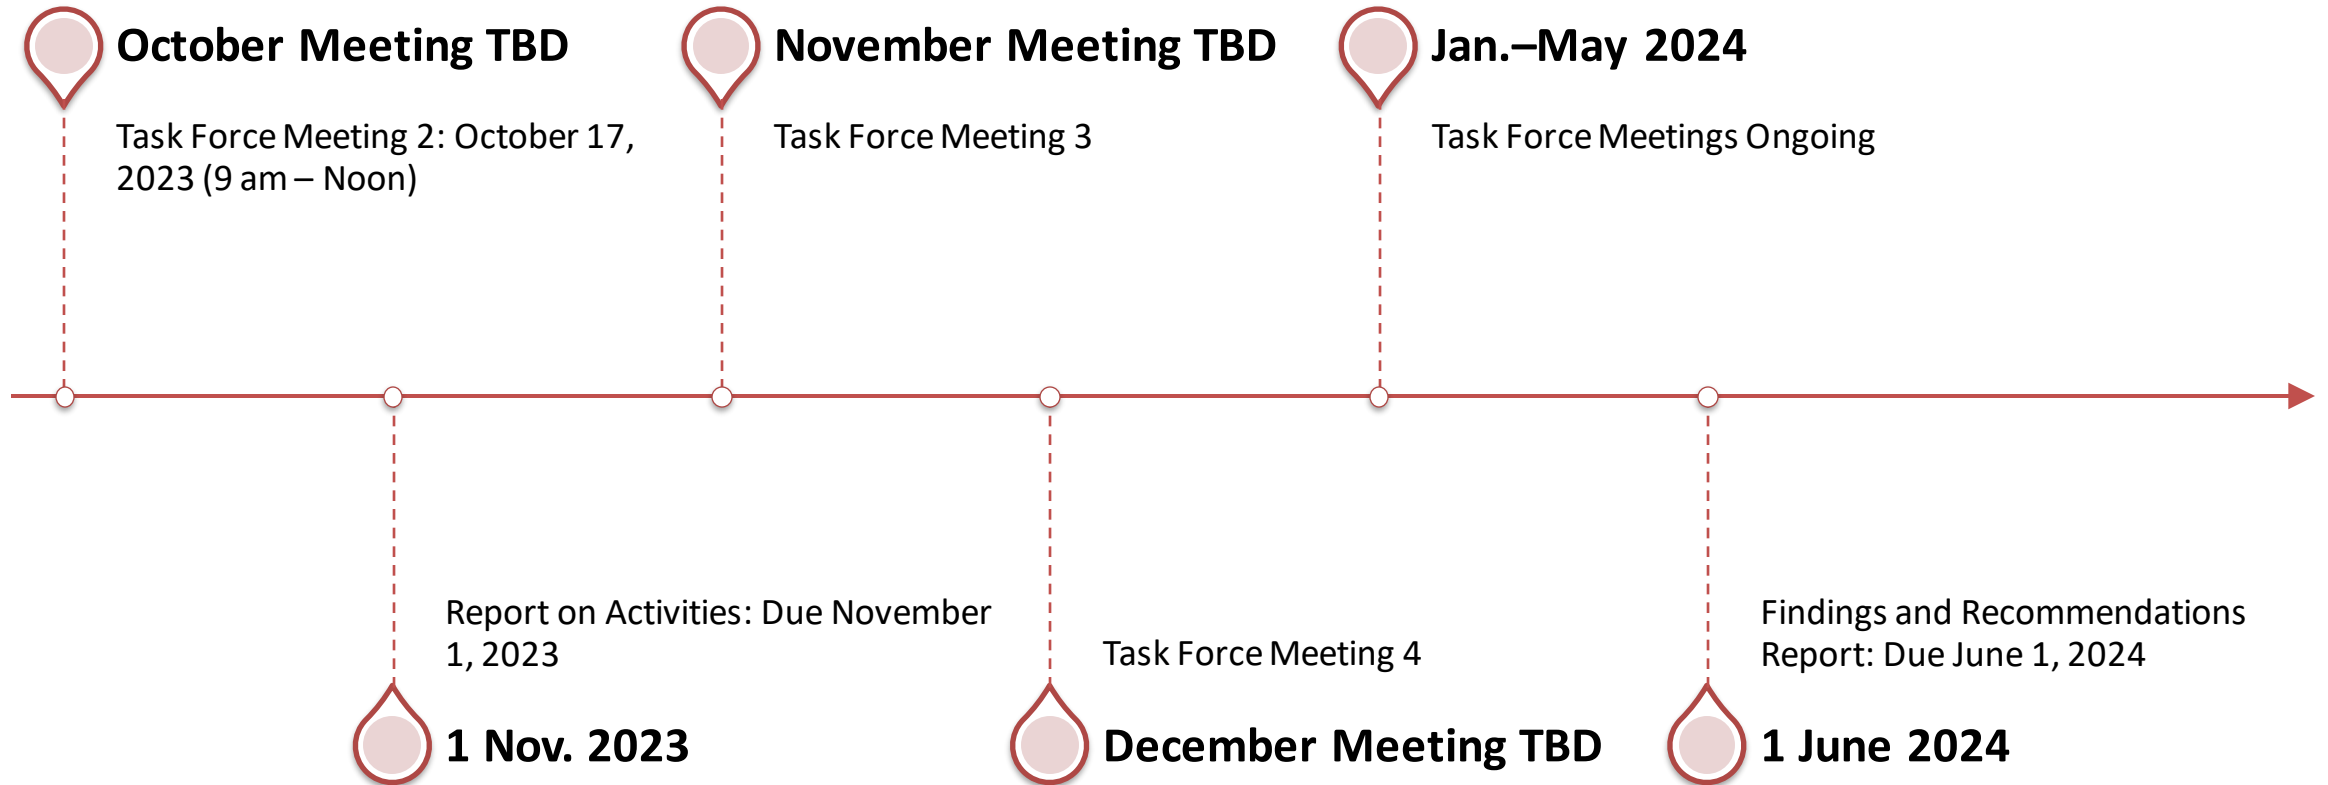 October Meeting TBD
Task Force Meeting 2: October 17,
2023 (9 am – Noon)
November Meeting TBD
Task Force Meeting 3
Jan.–May 2024
Task Force Meetings Ongoing
Report on Activities: Due November
1, 2023
1 Nov. 2023
Task Force Meeting 4
December Meeting TBD
Findings and Recommendations
Report: Due June 1, 2024
1 June 2024